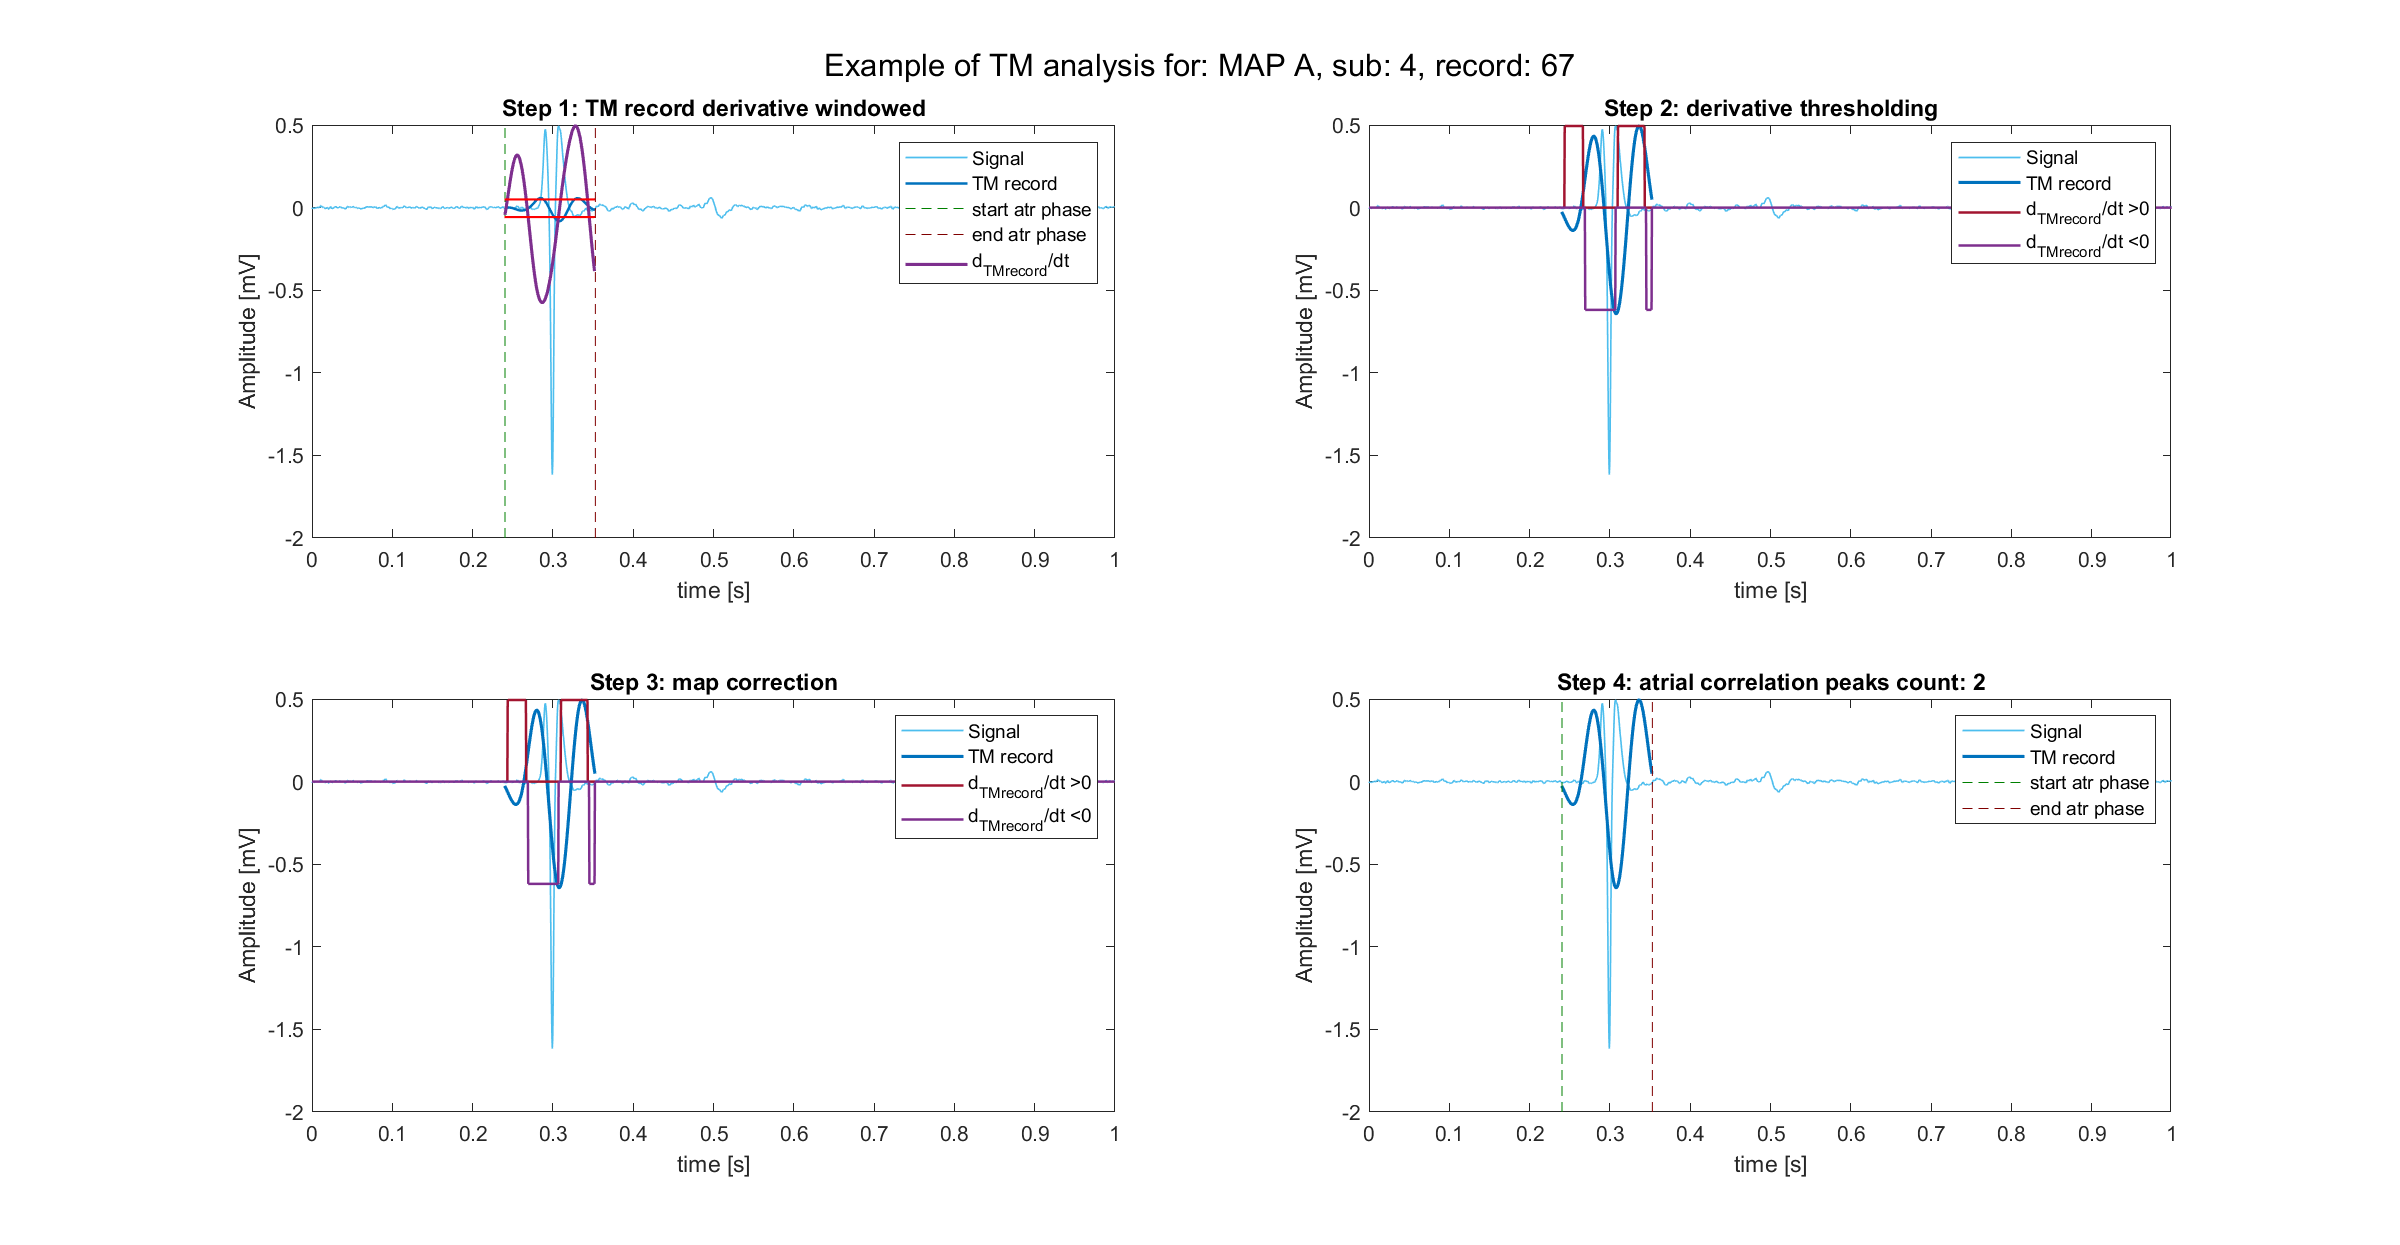 Example of TM analysis for: MAP A, sub: 4, record: 67
Step 1: TM record derivative windowed
0.5
0
-0.5
-1
-1.5
-2
Amplitude [mV]
0 0.1 0.2 0.3 0.4 0.5 0.6 0.7 0.8 0.9 1
time [s]
Signal
TM record
start atr phase
end atr phase
d_TMrecord/dt
Step 2: derivative thresholding
0.5
0
-0.5
-1
-1.5
-2
Amplitude [mV]
0 0.1 0.2 0.3 0.4 0.5 0.6 0.7 0.8 0.9 1
time [s]
Signal
TM record
d_TMrecord/dt >0
d_TMrecord/dt <0
Step 3: map correction
0.5
0
-0.5
-1
-1.5
-2
Amplitude [mV]
0 0.1 0.2 0.3 0.4 0.5 0.6 0.7 0.8 0.9 1
time [s]
Signal
TM record
d_TMrecord/dt >0
d_TMrecord/dt <0
Step 4: atrial correlation peaks count: 2
0.5
0
-0.5
-1
-1.5
-2
Amplitude [mV]
0 0.1 0.2 0.3 0.4 0.5 0.6 0.7 0.8 0.9 1
time [s]
Signal
TM record
start atr phase
end atr phase